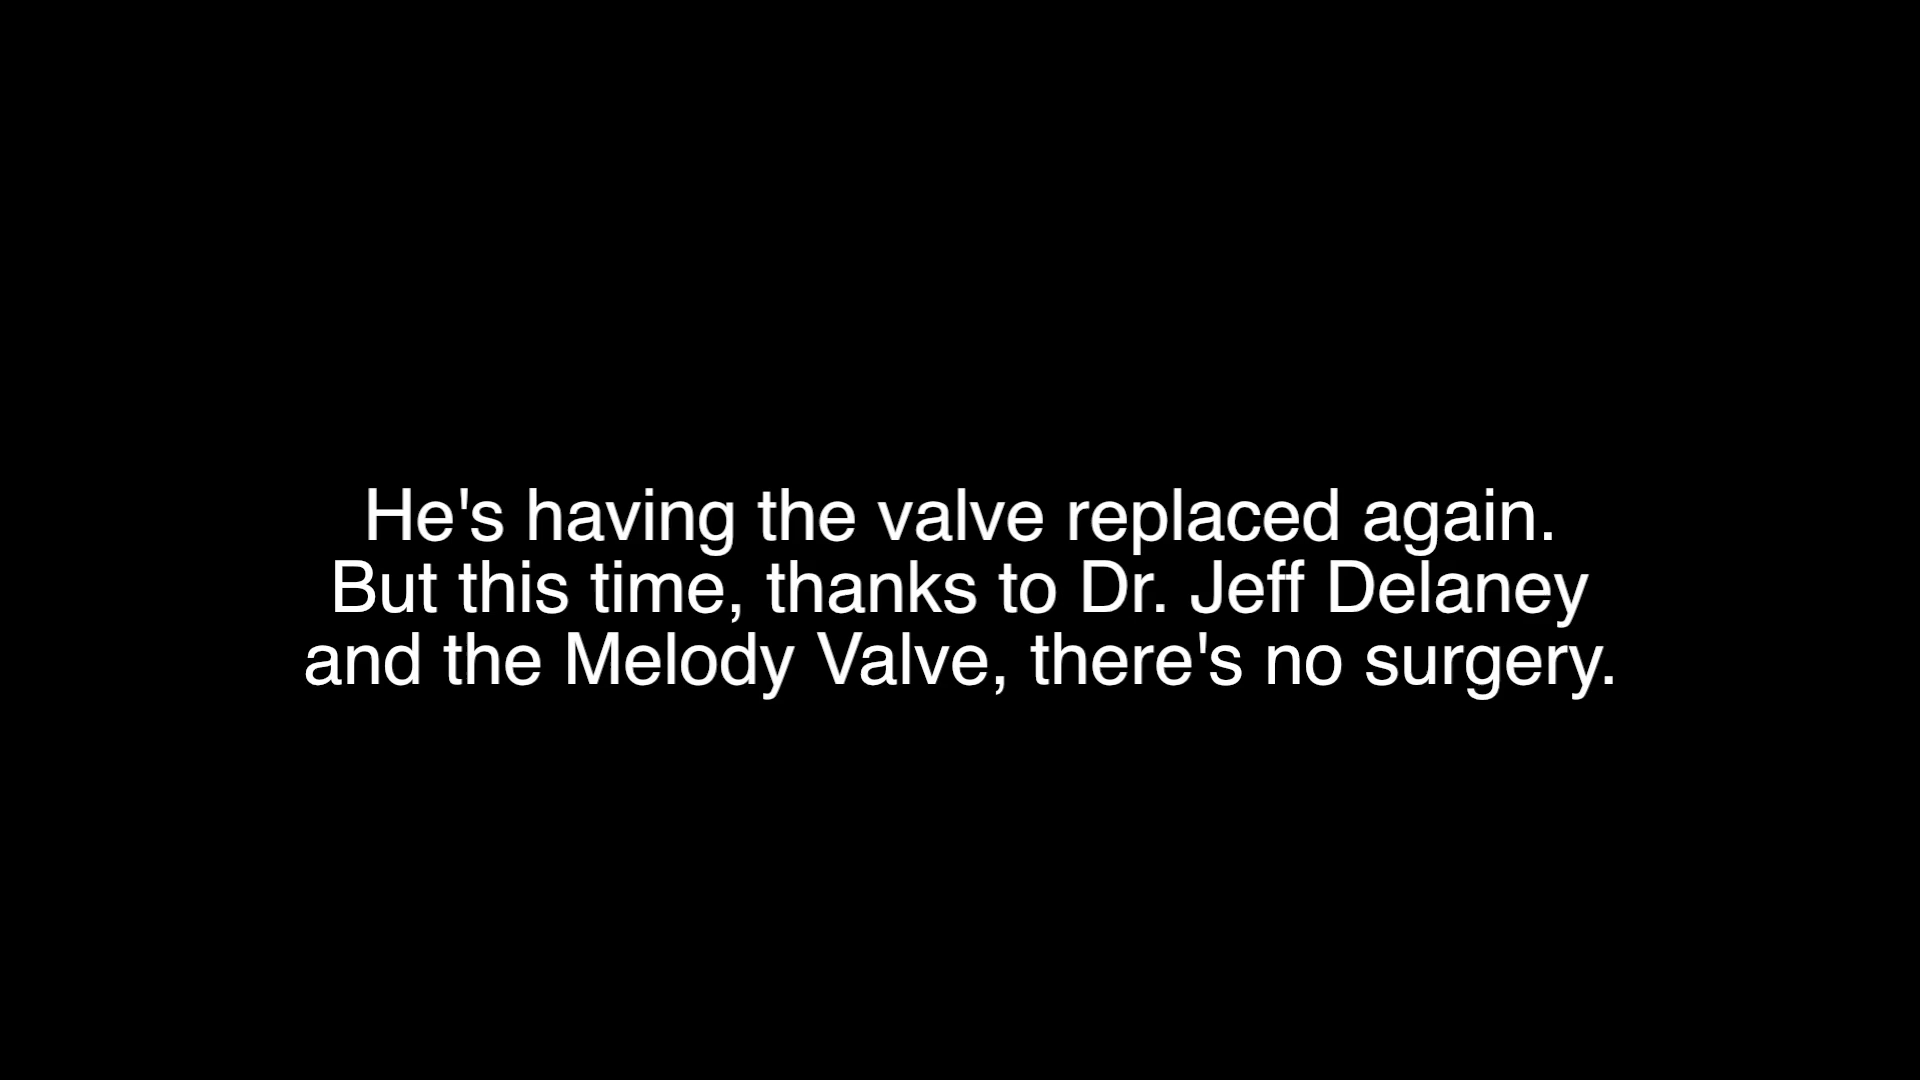 He's having the valve replaced again.
But this time, thanks to Dr. Jeff Delaney
and the Melody Valve, there's no surgery.